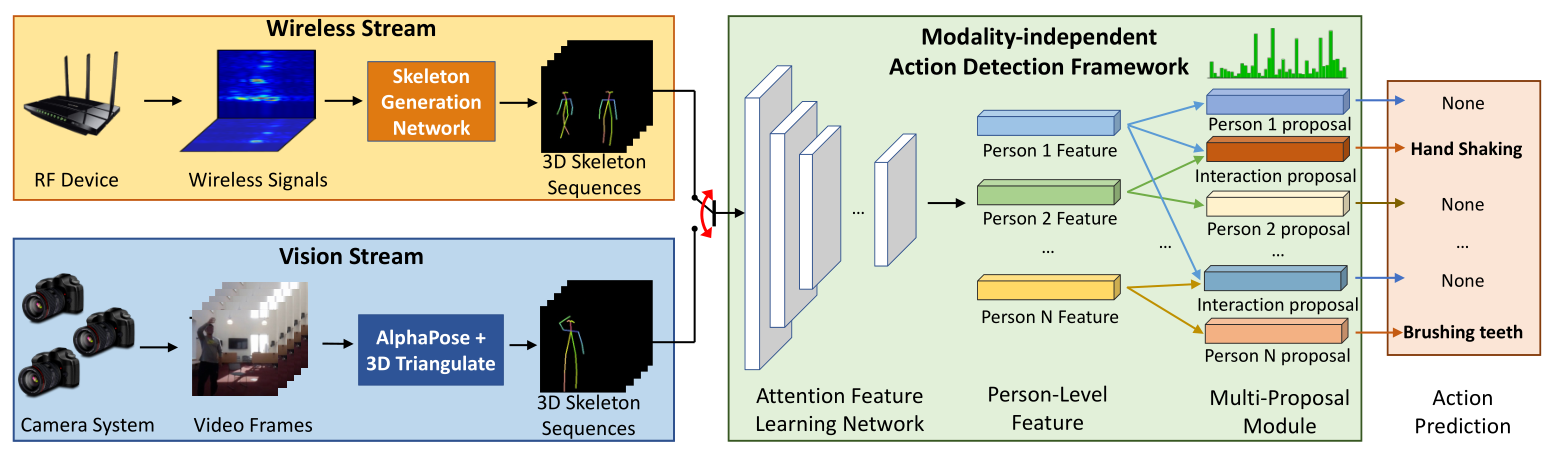 Wireless Stream
Skeleton
Generation
Network
RF Device
Wireless Signals
3D Skeleton
Sequences
Vision Stream
AlphaPose +
3D Triangulate
Camera System
Video Frames
3D Skeleton
Sequences
Modality-independent
Action Detection Framework
...
Attention Feature
Learning Network
Person 1 Feature
Person 2 Feature
...
Person N Feature
Person-Level
Feature
...
Person 1 proposal
Interaction proposal
Person 2 proposal
...
Interaction proposal
Person N proposal
Multi-Proposal
Module
None
Hand Shaking
None
...
None
Brushing teeth
Action
Prediction